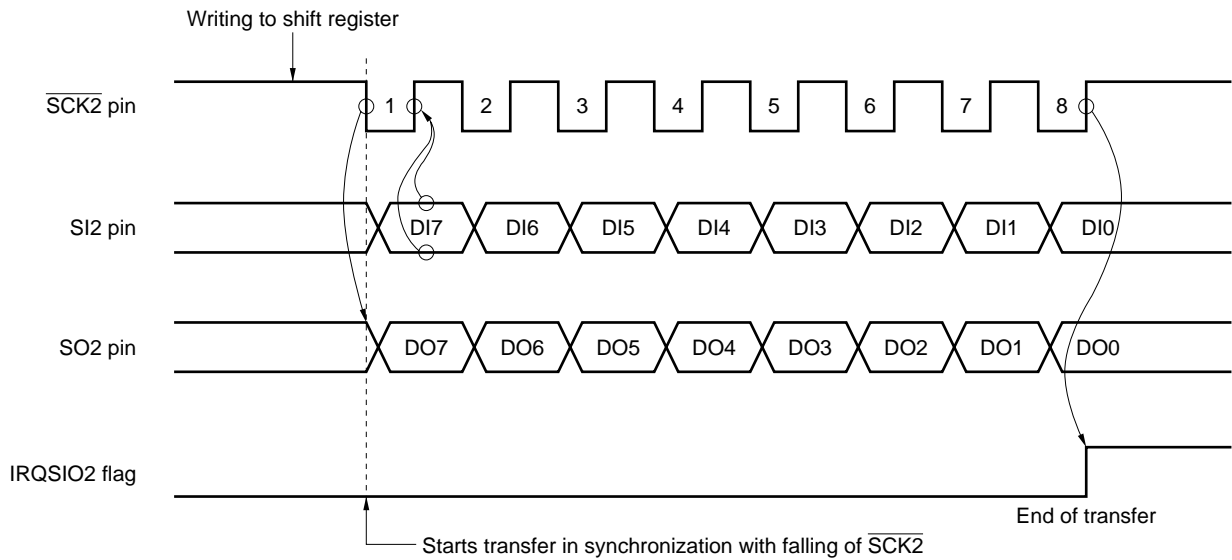 Writing to shift register
SCK2 pin
1 2 3 4 5 6 7 8
SI2 pin
DI7 DI6 DI5 DI4 DI3 DI2 DI1 DI0
SO2 pin
DO7 DO6 DO5 DO4 DO3 DO2 DO1 DO0
IRQSIO2 flag
End of transfer
Starts transfer in synchronization with falling of SCK2